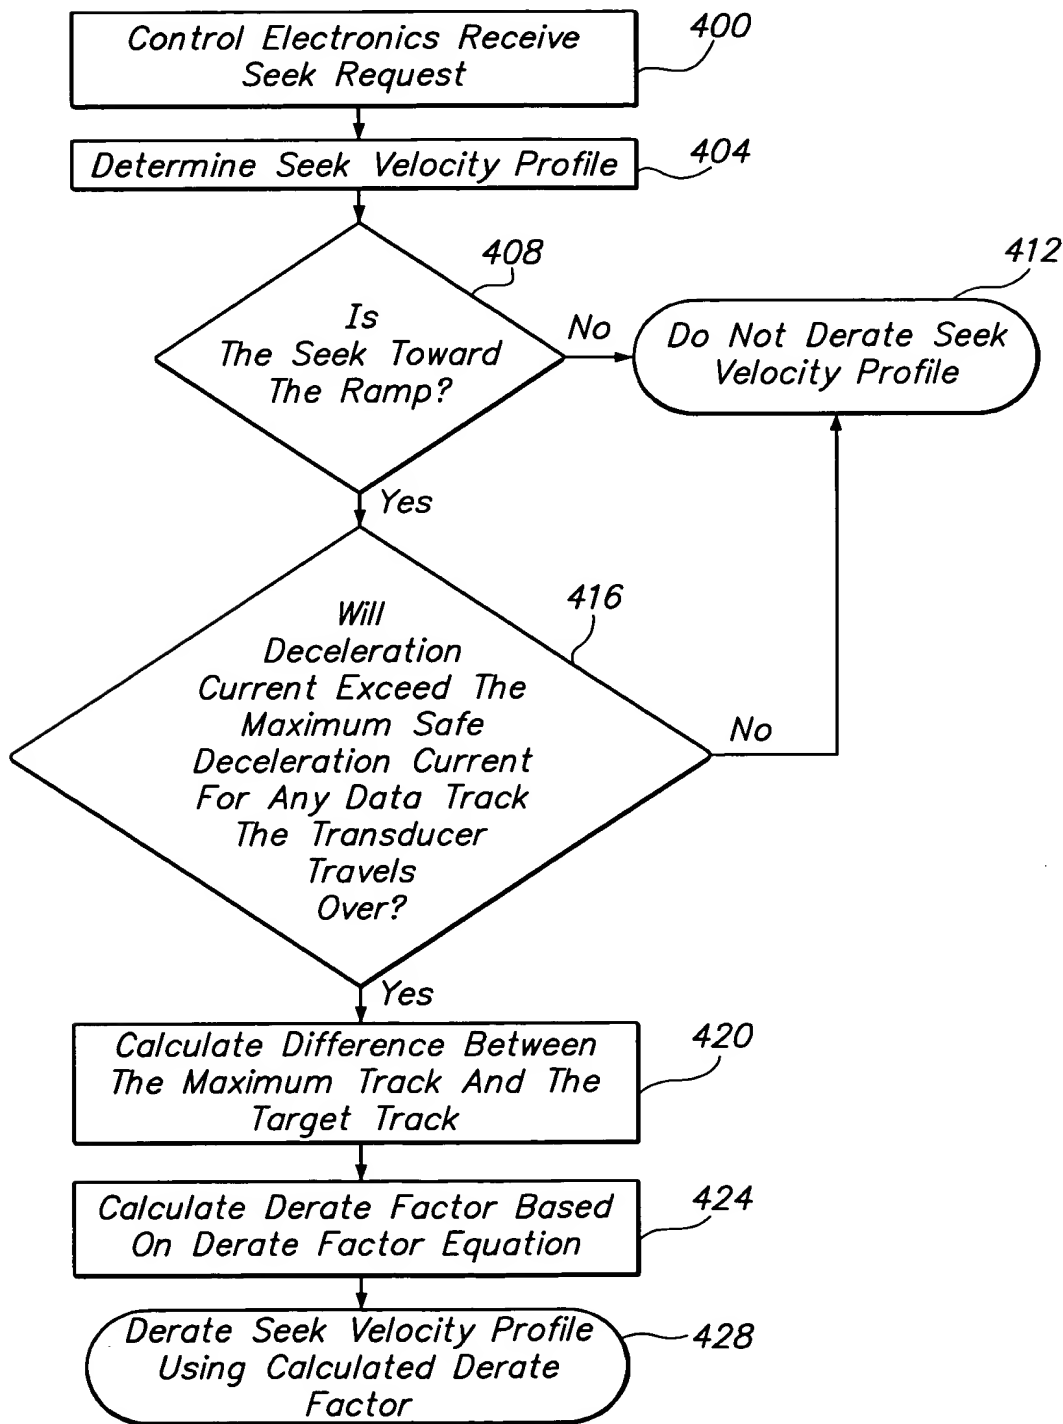 Control Electronics Receive
Seek Request
400
Determine Seek Velocity Profile
404
408
Is
The Seek Toward
The Ramp?
No
412
Do Not Derate Seek
Velocity Profile
Yes
416
Will
Deceleration
Current Exceed The
Maximum Safe
Deceleration Current
For Any Data Track
The Transducer
Travels
Over?
No
Yes
Calculate Difference Between
The Maximum Track And The
Target Track
420
Calculate Derate Factor Based
On Derate Factor Equation
424
Derate Seek Velocity Profile
Using Calculated Derate
Factor
428